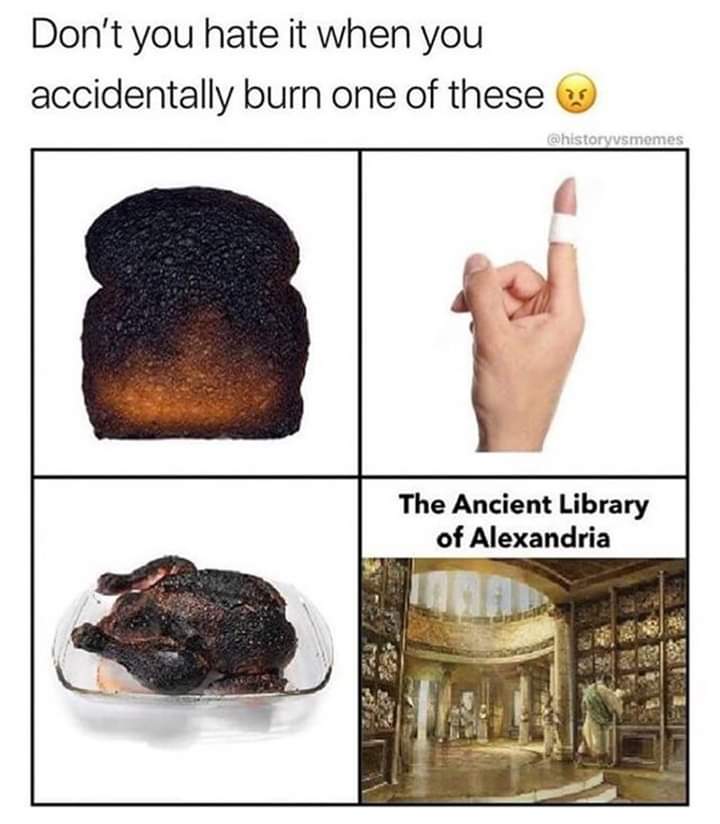 Don't you hate it when you
accidentally burn one of these 😠
@historyvsmemes
The Ancient Library
of Alexandria